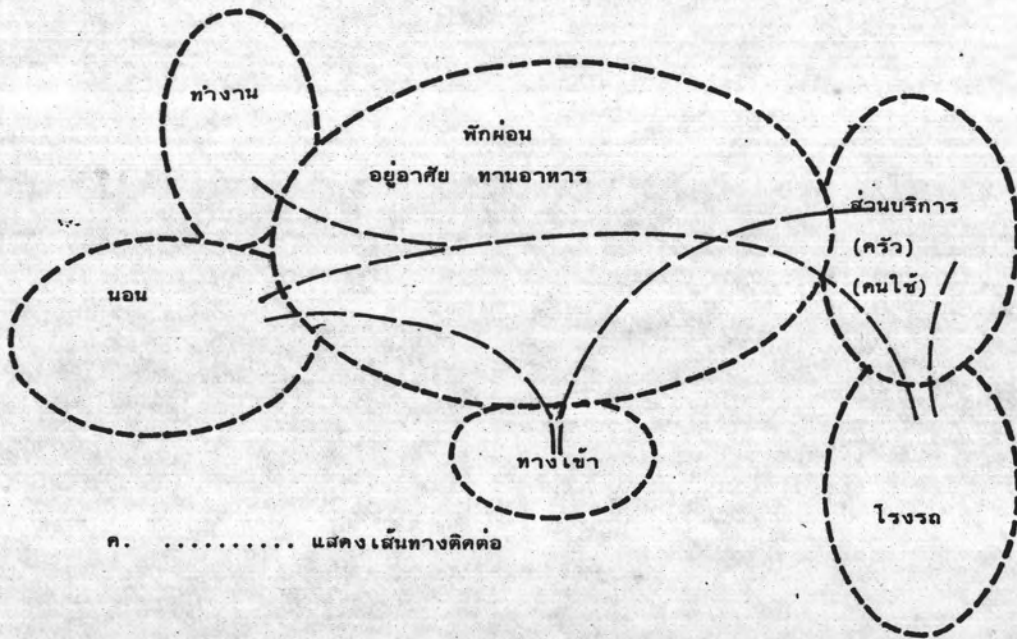 ทำงาน
พักผ่อน
อยู่อาศัย ทานอาหาร
ส่วนบริการ
(ครัว)
(คนใช้)
นอน
ทางเข้า
โรงรถ
ค. ........... แสดงเส้นทางติดต่อ